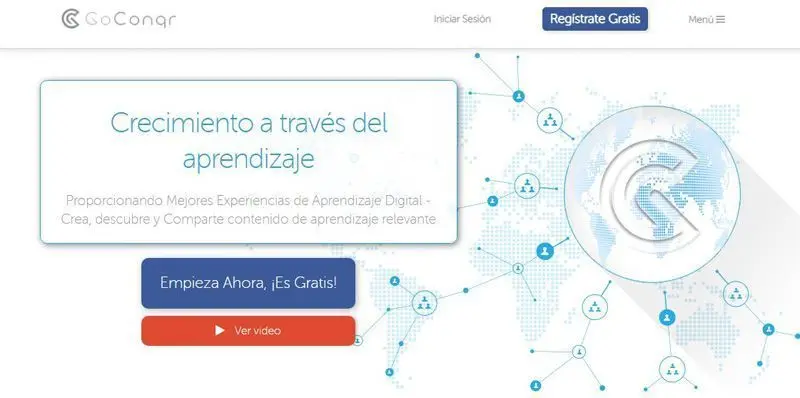 GoConqr
Iniciar Sesión
Regístrate Gratis
Menú
Crecimiento a través del
aprendizaje
Proporcionando Mejores Experiencias de Aprendizaje Digital -
Crea, descubre y Comparte contenido de aprendizaje relevante
Empieza Ahora, ¡Es Gratis!
Ver video